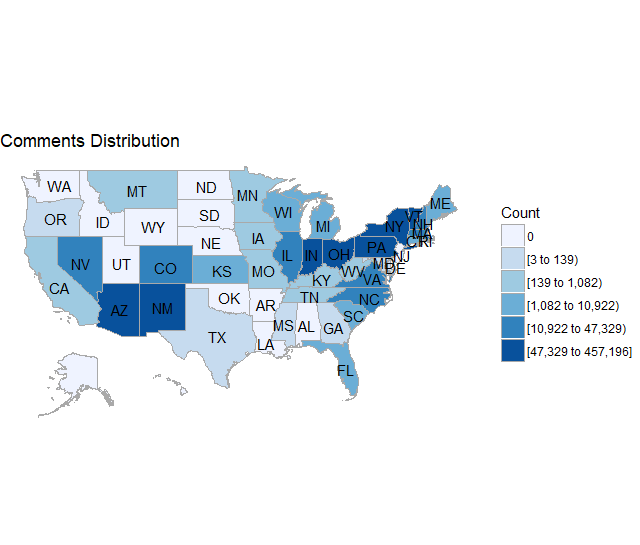 Comments Distribution
WA
MT
ND
MN
ME
OR
ID
SD
WI
MI
VT
NH
WY
NY
MA
CT
RI
NE
IA
PA
NV
UT
CO
IL
IN
OH
NJ
CA
KS
MO
KY
WV
MD
DE
VA
AZ
NM
OK
AR
TN
NC
TX
MS
AL
GA
SC
LA
FL
Count
0
[3 to 139)
[139 to 1,082)
[1,082 to 10,922)
[10,922 to 47,329)
[47,329 to 457,196]